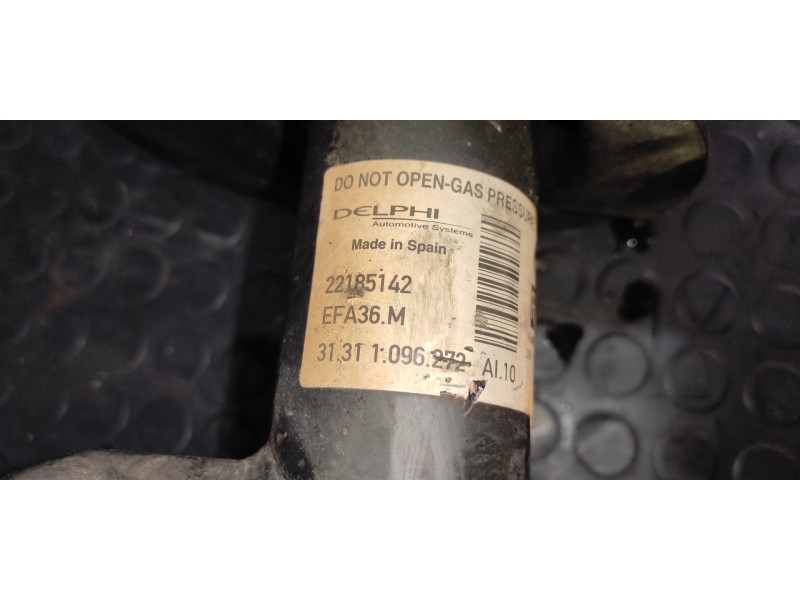 DO NOT OPEN-GAS PRESSURE
DELPHI
Automotive Systems
Made in Spain
22185142
EFA36.M
31.31 1.096.272 AI.10